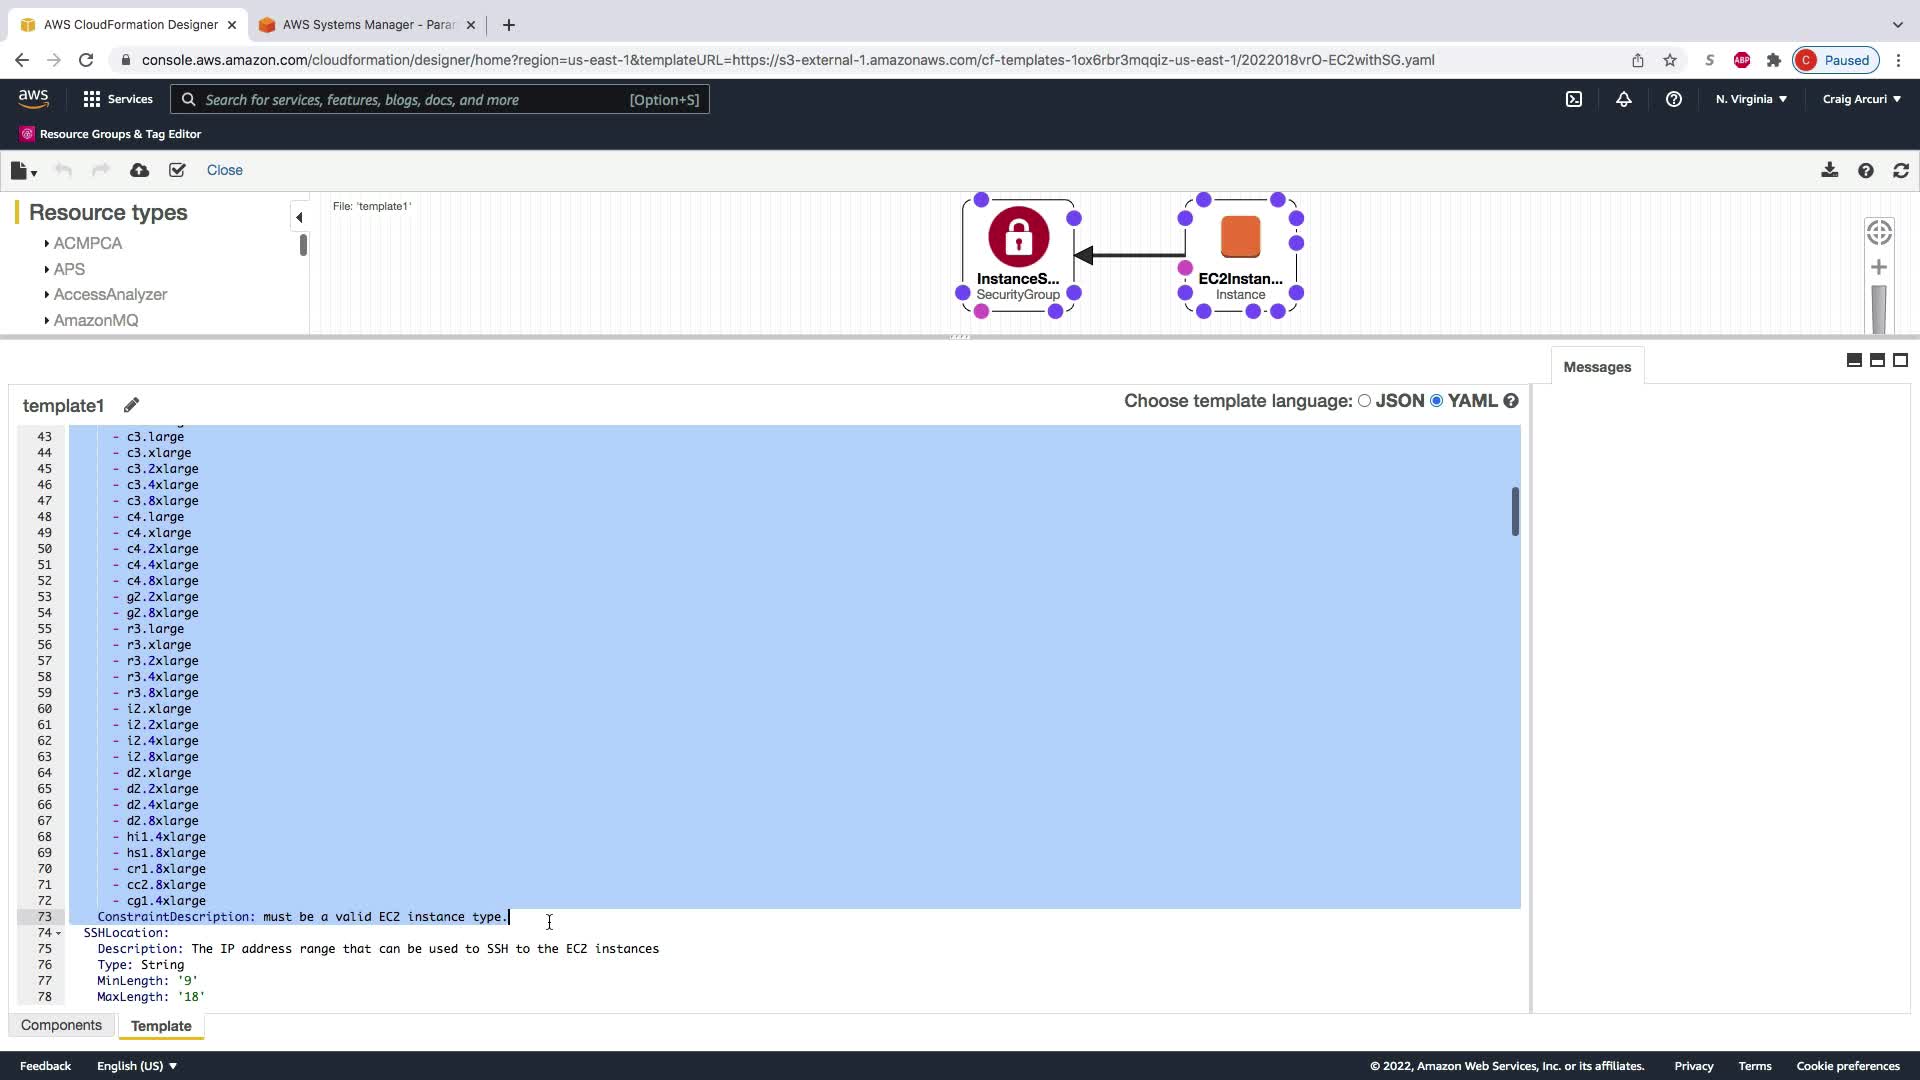 AWS CloudFormation Designer
AWS Systems Manager - Param
console.aws.amazon.com/cloudformation/designer/home?region=us-east-1&templateURL=https://s3-external-1.amazonaws.com/cf-templates-1ox6rbr3mqqiz-us-east-1/2022018vrO-EC2withSG.yaml
S
ABP
C Paused
aws
Services
Search for services, features, blogs, docs, and more [Option+S]
N. Virginia
Craig Arcuri
Resource Groups & Tag Editor
Close
Resource types
ACMPCA
APS
AccessAnalyzer
AmazonMQ
File: 'template1'
InstanceS...
SecurityGroup
EC2Instan...
Instance
Messages
template1
Choose template language: JSON YAML
43 - c3.large
44 - c3.xlarge
45 - c3.2xlarge
46 - c3.4xlarge
47 - c3.8xlarge
48 - c4.large
49 - c4.xlarge
50 - c4.2xlarge
51 - c4.4xlarge
52 - c4.8xlarge
53 - g2.2xlarge
54 - g2.8xlarge
55 - r3.large
56 - r3.xlarge
57 - r3.2xlarge
58 - r3.4xlarge
59 - r3.8xlarge
60 - i2.xlarge
61 - i2.2xlarge
62 - i2.4xlarge
63 - i2.8xlarge
64 - d2.xlarge
65 - d2.2xlarge
66 - d2.4xlarge
67 - d2.8xlarge
68 - hi1.4xlarge
69 - hs1.8xlarge
70 - cr1.8xlarge
71 - cc2.8xlarge
72 - cg1.4xlarge
73 ConstraintDescription: must be a valid EC2 instance type.
74 SSHLocation:
75 Description: The IP address range that can be used to SSH to the EC2 instances
76 Type: String
77 MinLength: '9'
78 MaxLength: '18'
Components
Template
Feedback
English (US)
© 2022, Amazon Web Services, Inc. or its affiliates.
Privacy
Terms
Cookie preferences